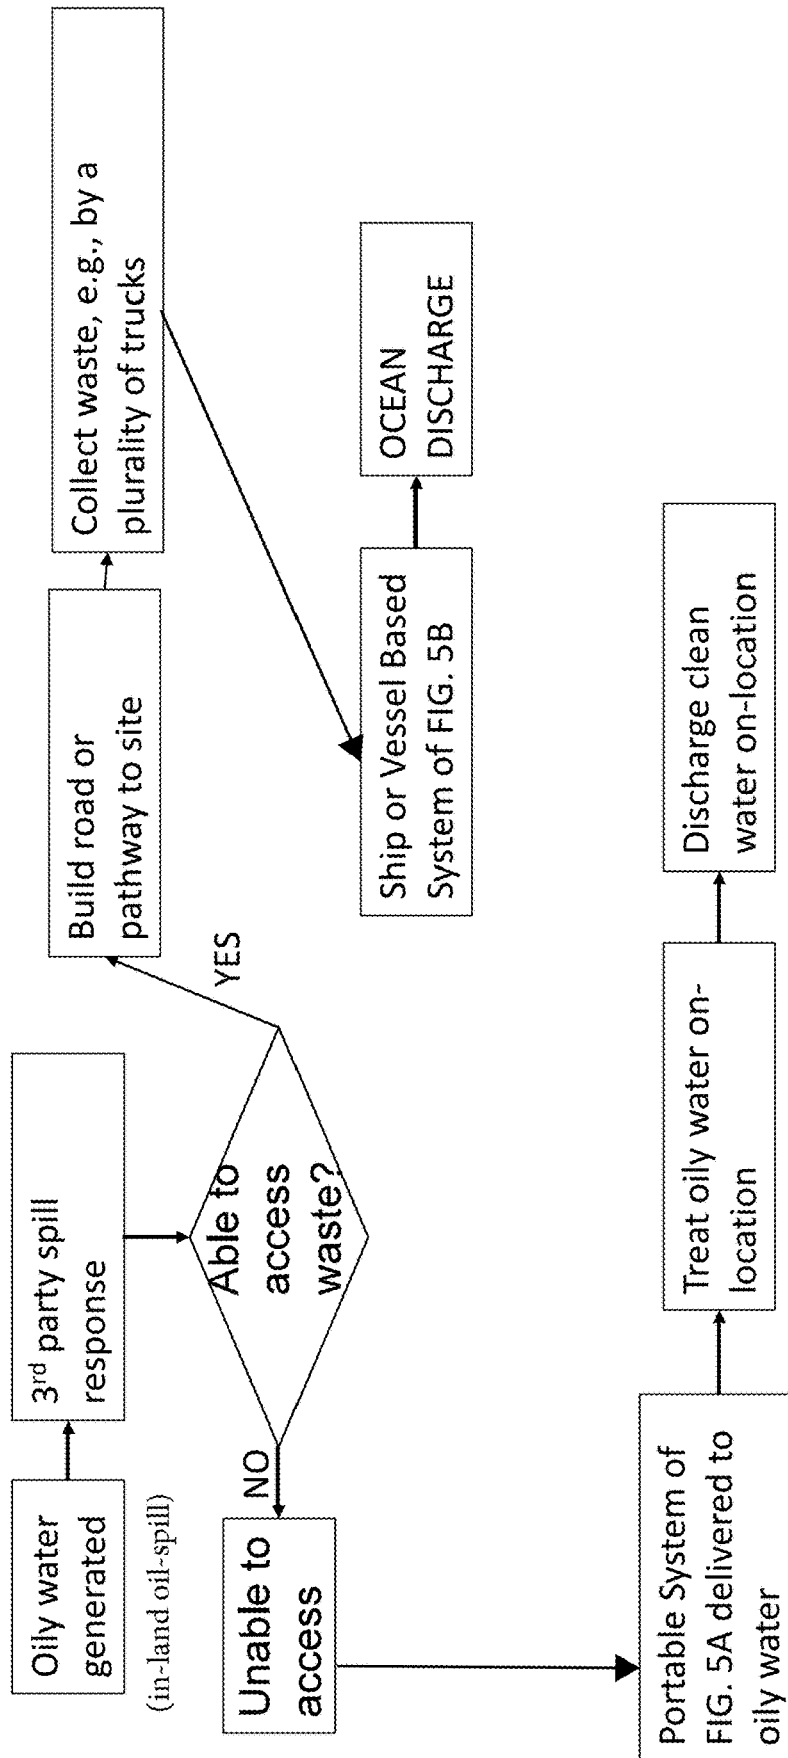 Oily water
generated
(in-land oil-spill)
3rd party spill
response
Able to
access
waste?
YES
Build road or
pathway to site
Collect waste, e.g., by a
plurality of trucks
Ship or Vessel Based
System of FIG. 5B
OCEAN
DISCHARGE
NO
Unable to
access
Portable System of
FIG. 5A delivered to
oily water
Treat oily water on-
location
Discharge clean
water on-location